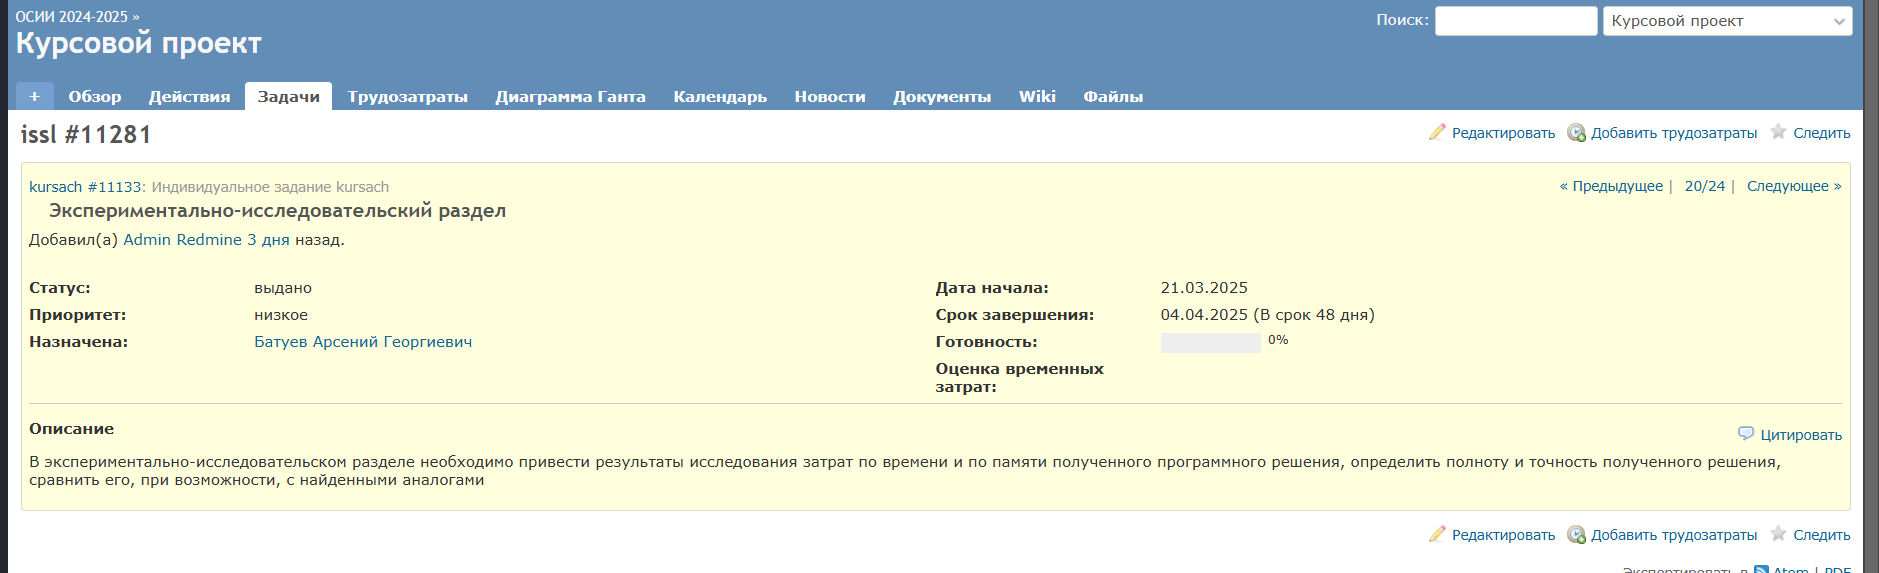 ОСИИ 2024-2025 »
Поиск:
Курсовой проект
Курсовой проект
+ Обзор Действия Задачи Трудозатраты Диаграмма Ганта Календарь Новости Документы Wiki Файлы
issl #11281
Редактировать Добавить трудозатраты Следить
kursach #11133: Индивидуальное задание kursach
« Предыдущее | 20/24 | Следующее »
Экспериментально-исследовательский раздел
Добавил(а) Admin Redmine 3 дня назад.
Статус: выдано Дата начала: 21.03.2025
Приоритет: низкое Срок завершения: 04.04.2025 (В срок 48 дня)
Назначена: Батуев Арсений Георгиевич Готовность: 0%
Оценка временных
затрат:
Описание
Цитировать
В экспериментально-исследовательском разделе необходимо привести результаты исследования затрат по времени и по памяти полученного программного решения, определить полноту и точность полученного решения,
сравнить его, при возможности, с найденными аналогами
Редактировать Добавить трудозатраты Следить
Экспортировать в Atom | PDF